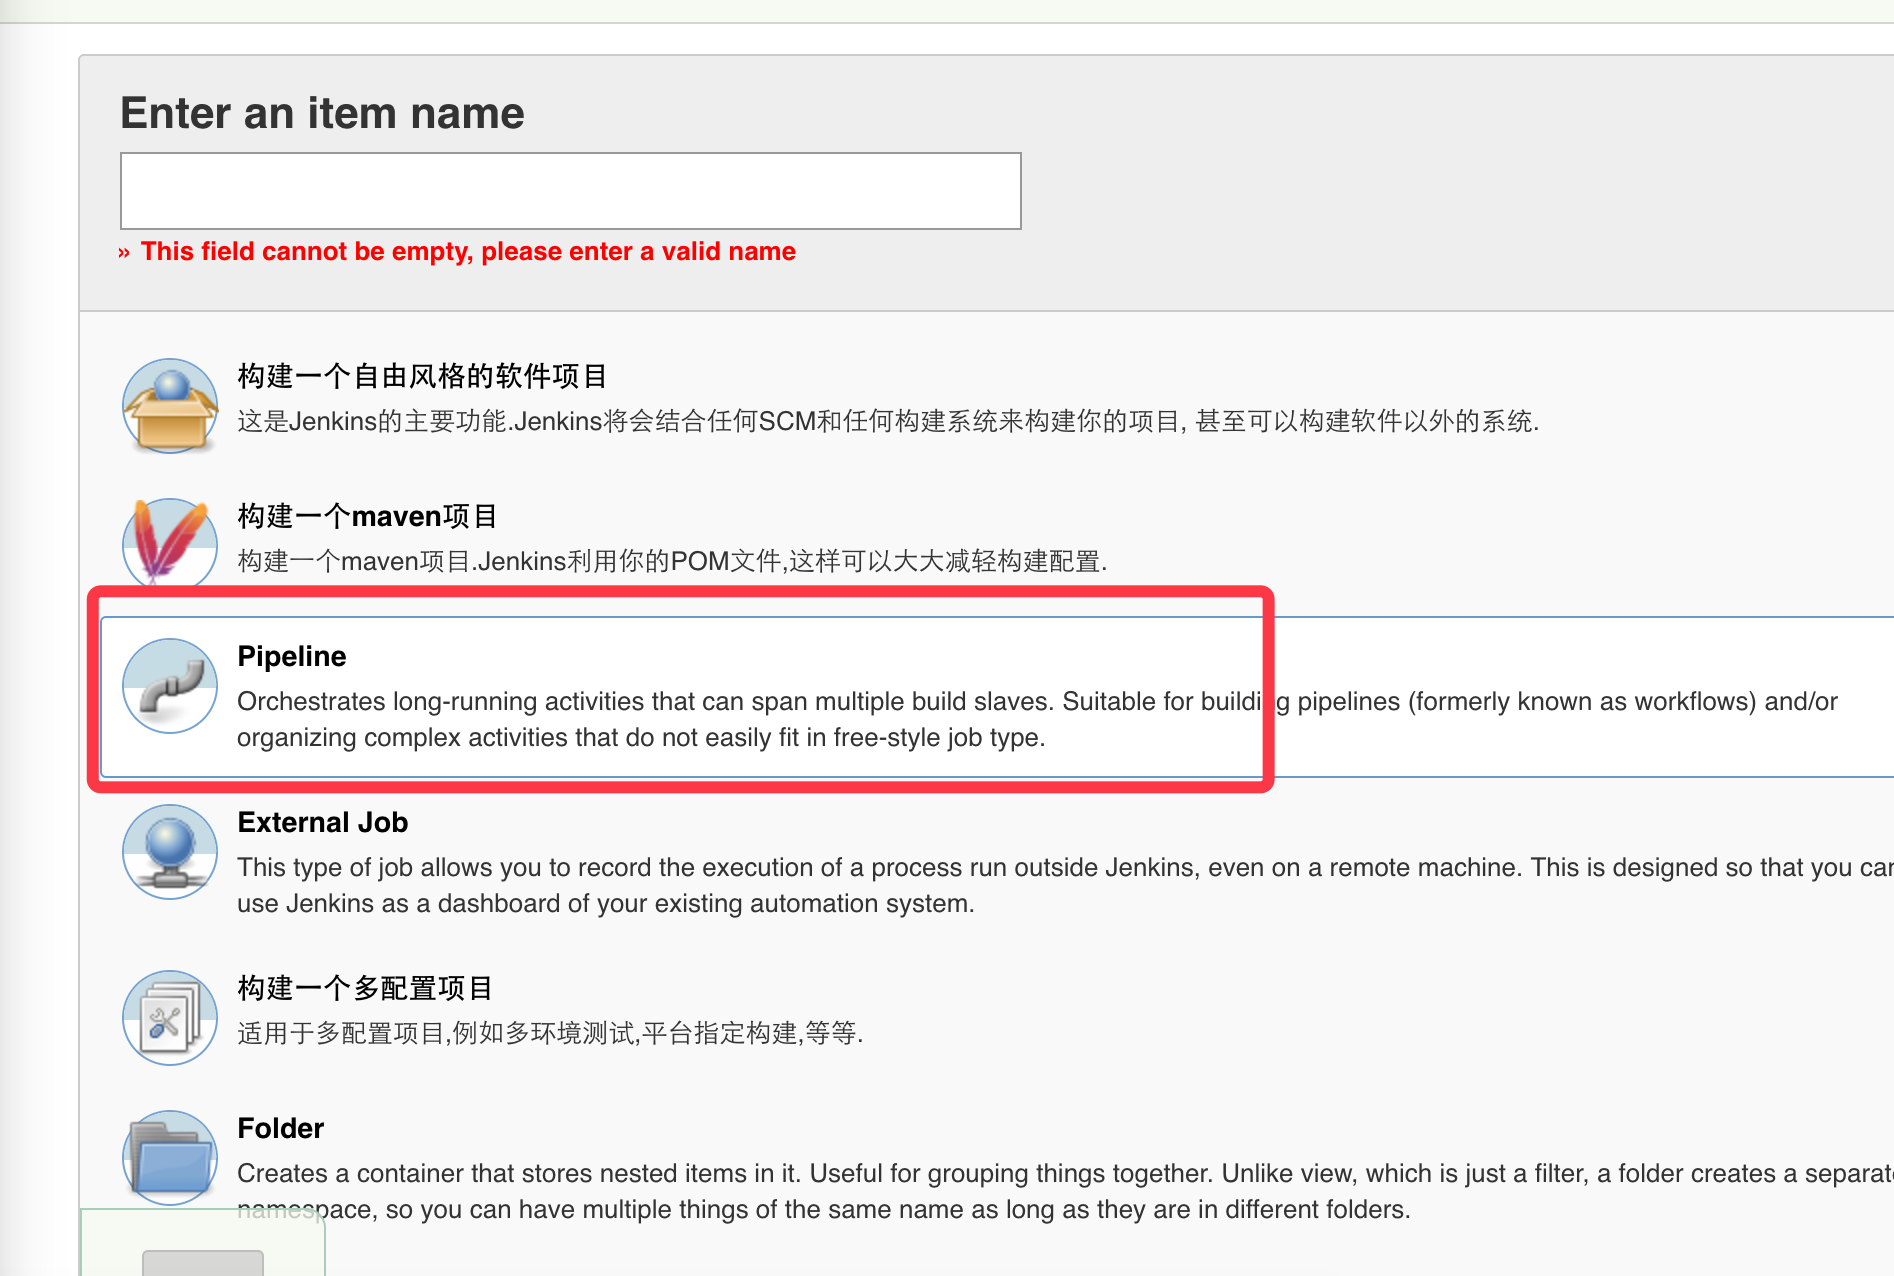 Enter an item name
» This field cannot be empty, please enter a valid name
构建一个自由风格的软件项目
这是Jenkins的主要功能.Jenkins将会结合任何SCM和任何构建系统来构建你的项目, 甚至可以构建软件以外的系统.
构建一个maven项目
构建一个maven项目.Jenkins利用你的POM文件,这样可以大大减轻构建配置.
Pipeline
Orchestrates long-running activities that can span multiple build slaves. Suitable for building pipelines (formerly known as workflows) and/or
organizing complex activities that do not easily fit in free-style job type.
External Job
This type of job allows you to record the execution of a process run outside Jenkins, even on a remote machine. This is designed so that you can
use Jenkins as a dashboard of your existing automation system.
构建一个多配置项目
适用于多配置项目,例如多环境测试,平台指定构建,等等.
Folder
Creates a container that stores nested items in it. Useful for grouping things together. Unlike view, which is just a filter, a folder creates a separate
namespace, so you can have multiple things of the same name as long as they are in different folders.